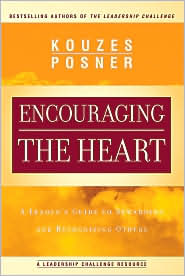 BESTSELLING AUTHORS OF THE LEADERSHIP CHALLENGE
KOUZES
POSNER
ENCOURAGING
THE HEART
A LEADER'S GUIDE TO REWARDING
AND RECOGNIZING OTHERS
A LEADERSHIP CHALLENGE RESOURCE